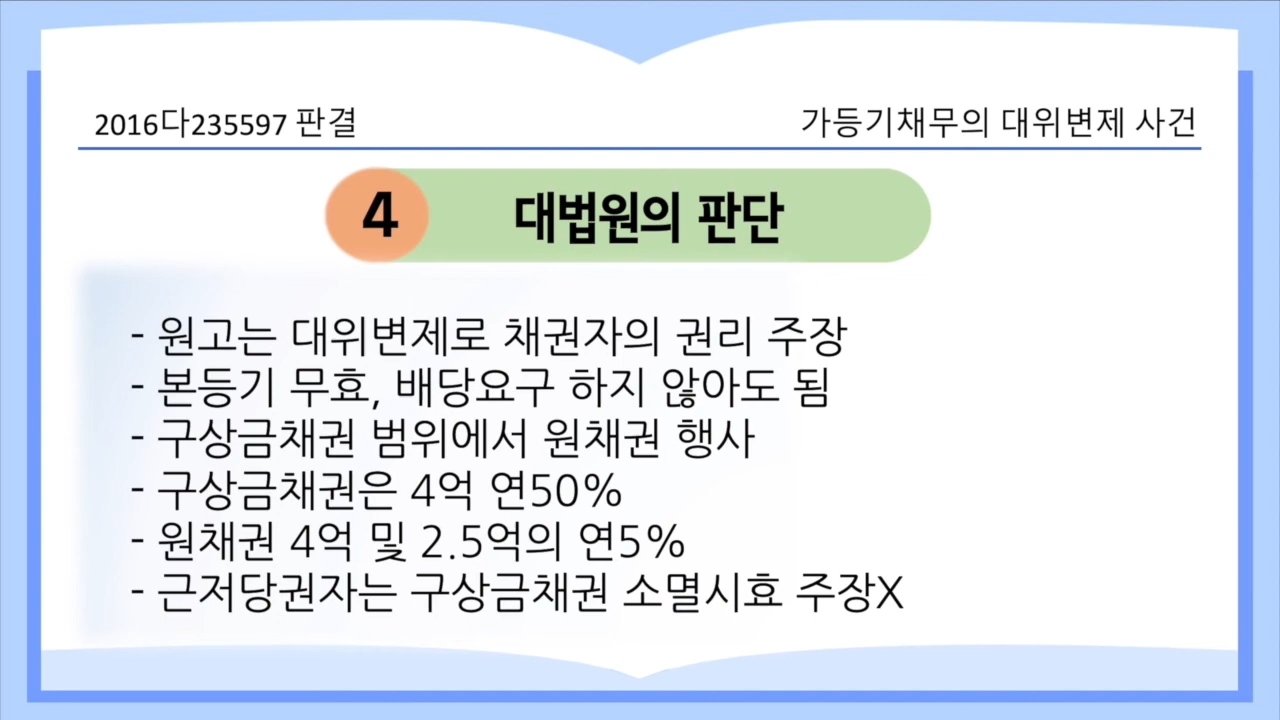 2016다235597 판결
가등기채무의 대위변제 사건
4 대법원의 판단
- 원고는 대위변제로 채권자의 권리 주장
- 본등기 무효, 배당요구 하지 않아도 됨
- 구상금채권 범위에서 원채권 행사
- 구상금채권은 4억 연50%
- 원채권 4억 및 2.5억의 연5%
- 근저당권자는 구상금채권 소멸시효 주장X